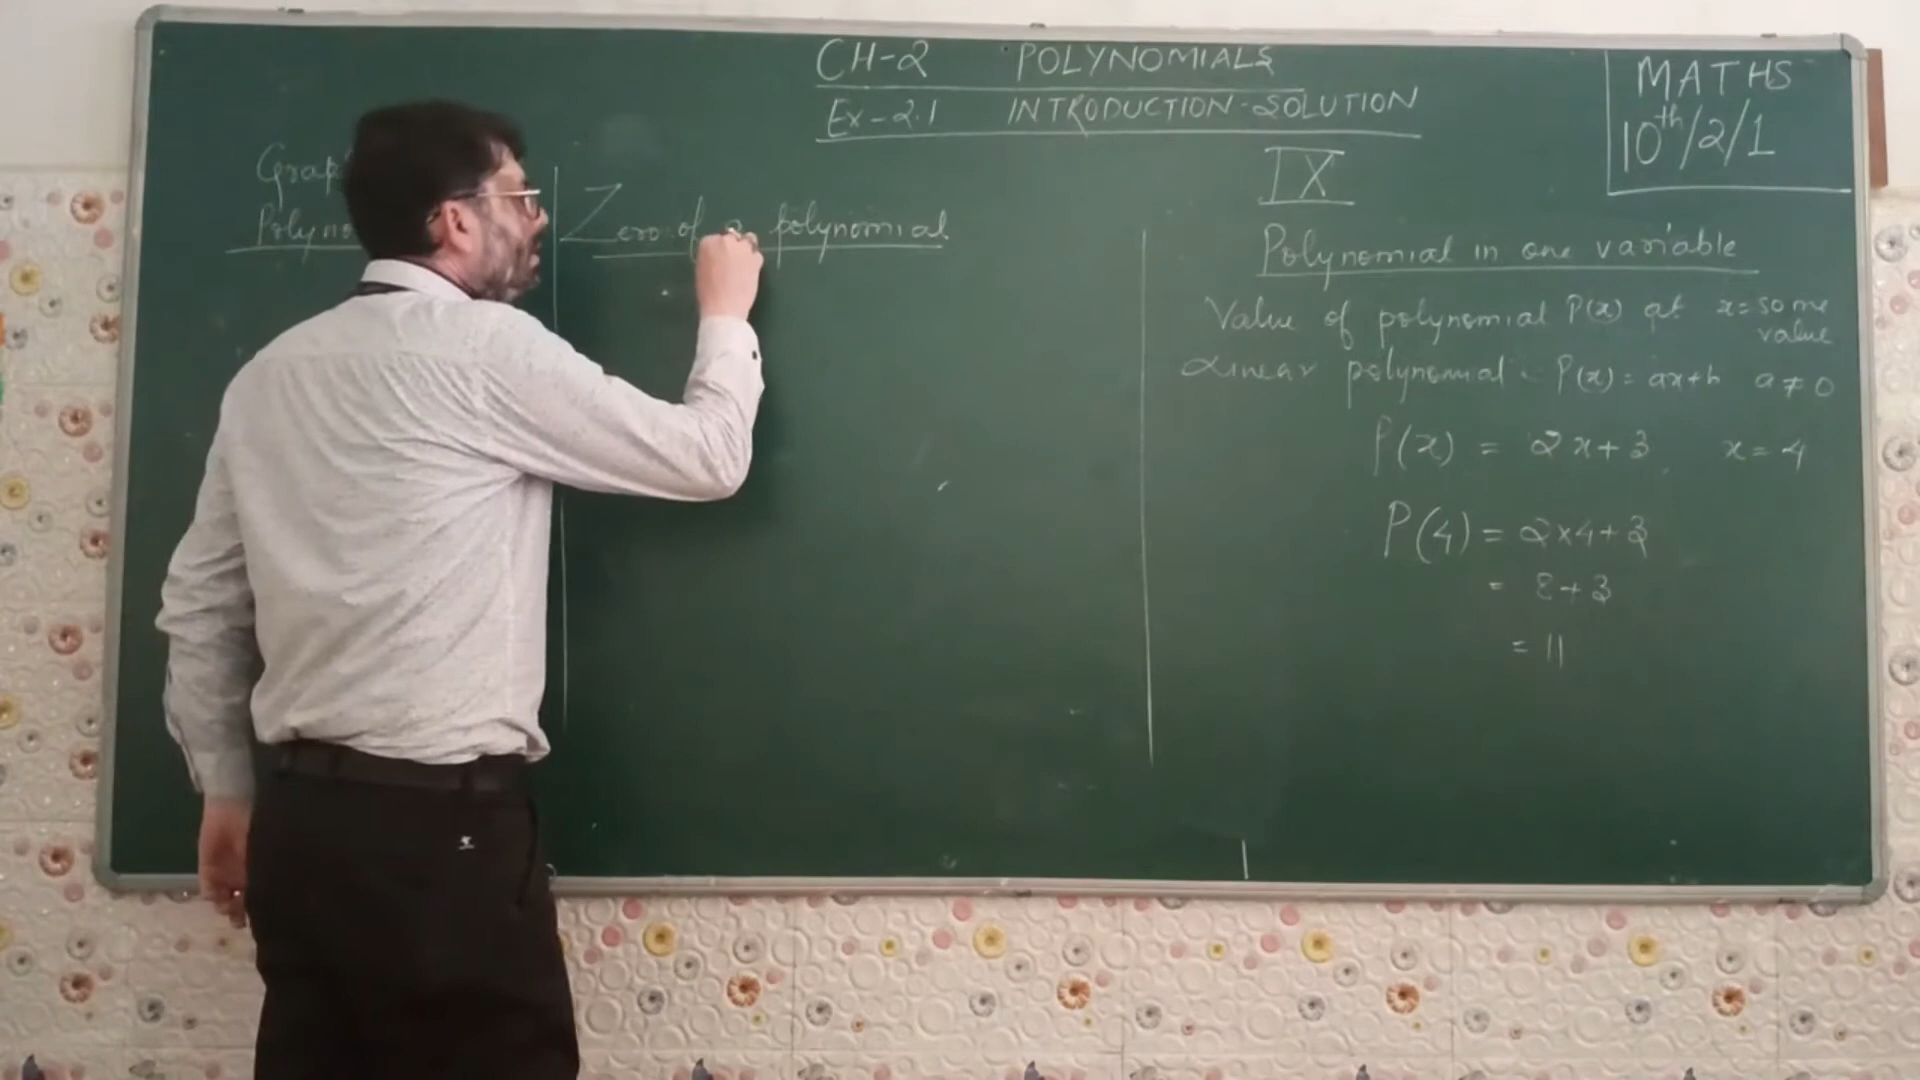 CH-2 POLYNOMIALS
Ex-2.1 INTRODUCTION-SOLUTION
MATHS
10th/2/1
IX
Zero of a polynomial
Polynomial in one variable
Value of polynomial P(x) at x = some value
Linear polynomial :- P(x) = ax+b a ≠ 0
P(x) = 2x+3, x = 4
P(4) = 2×4+3
= 8+3
= 11